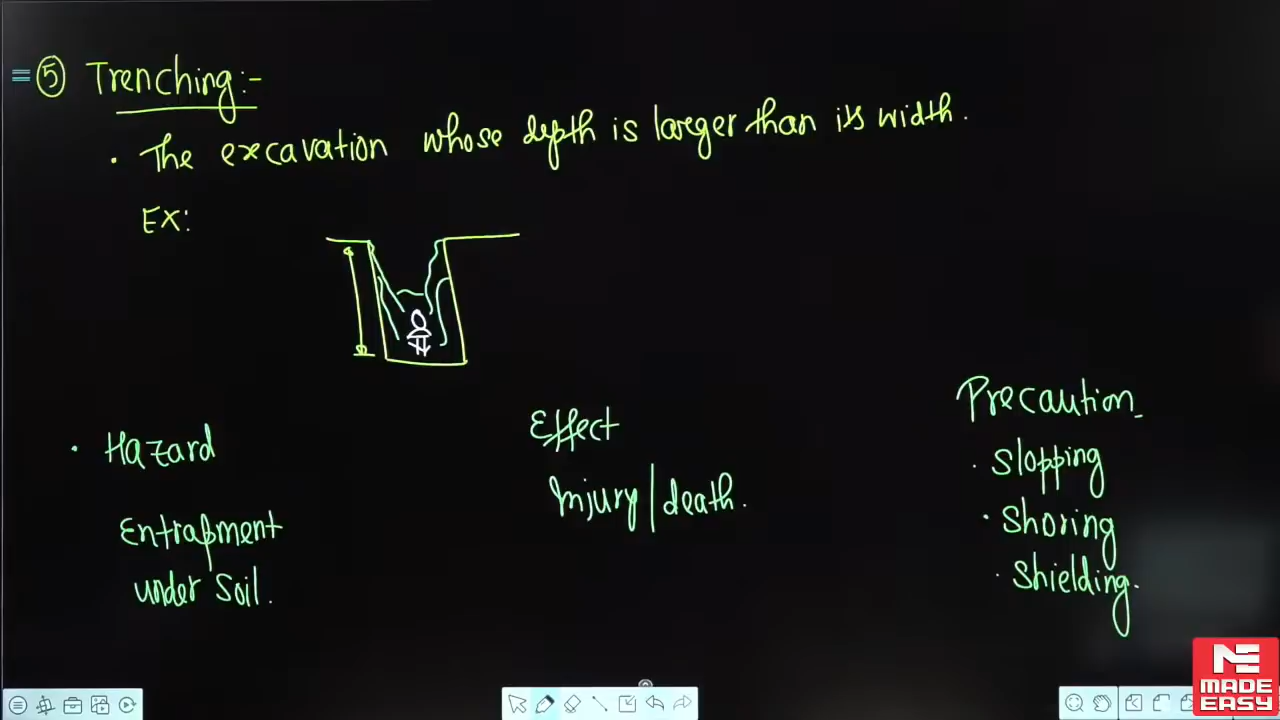 ⑤ Trenching:-
• The excavation whose depth is larger than its width.
EX:
• Hazard
Entrapment
under Soil.
Effect
Injury/death.
Precaution
• Slopping
• Shoring
• Shielding.
MADE
EASY